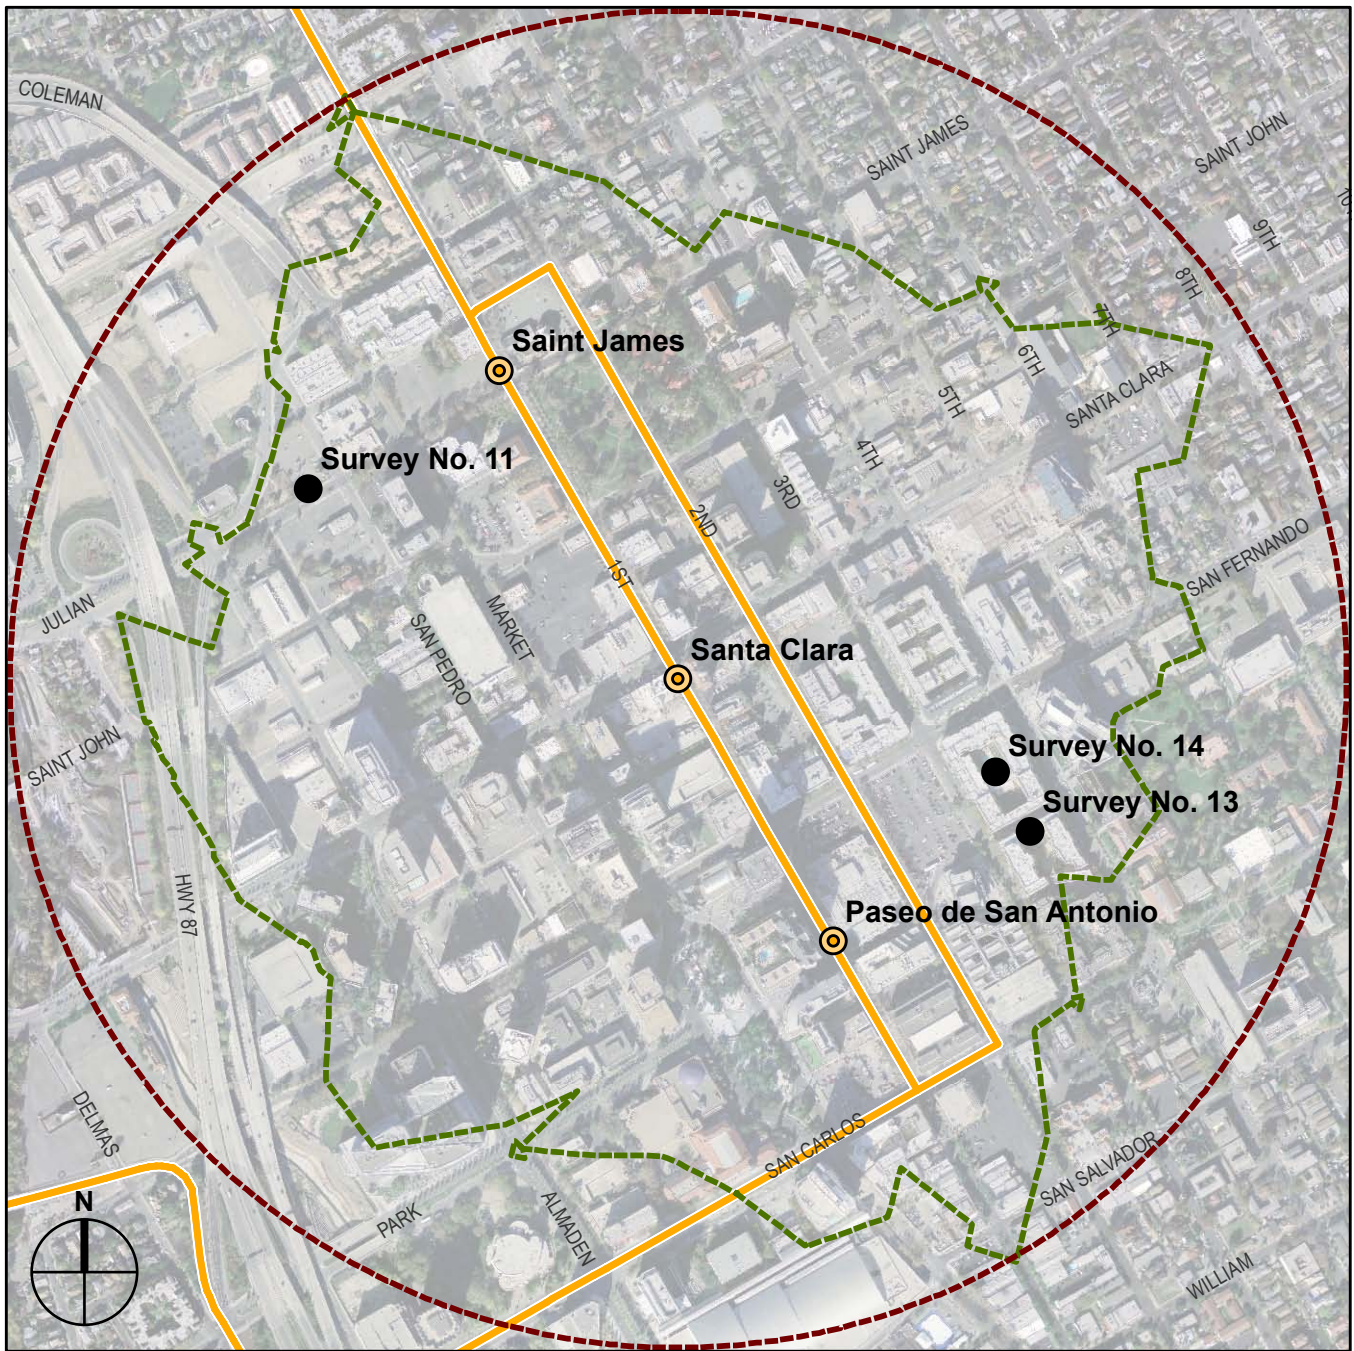 COLEMAN
SAINT JAMES
SAINT JOHN
9TH
8TH
7TH
6TH
Saint James
SANTA CLARA
5TH
4TH
Survey No. 11
3RD
2ND
SAN FERNANDO
1ST
JULIAN
MARKET
SAN PEDRO
Santa Clara
SAINT JOHN
Survey No. 14
Survey No. 13
HWY 87
Paseo de San Antonio
DELMAS
SAN CARLOS
SAN SALVADOR
N
PARK
ALMADEN
WILLIAM